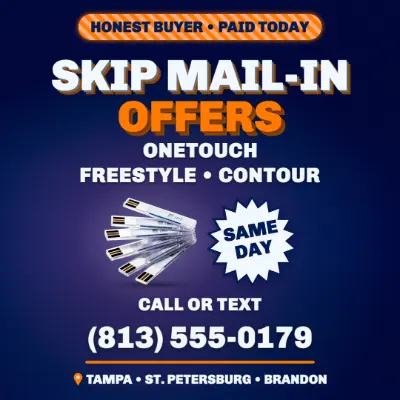 HONEST BUYER • PAID TODAY
SKIP MAIL-IN
OFFERS
ONETOUCH
FREESTYLE • CONTOUR
SAME
DAY
CALL OR TEXT
(813) 555-0179
TAMPA • ST. PETERSBURG • BRANDON